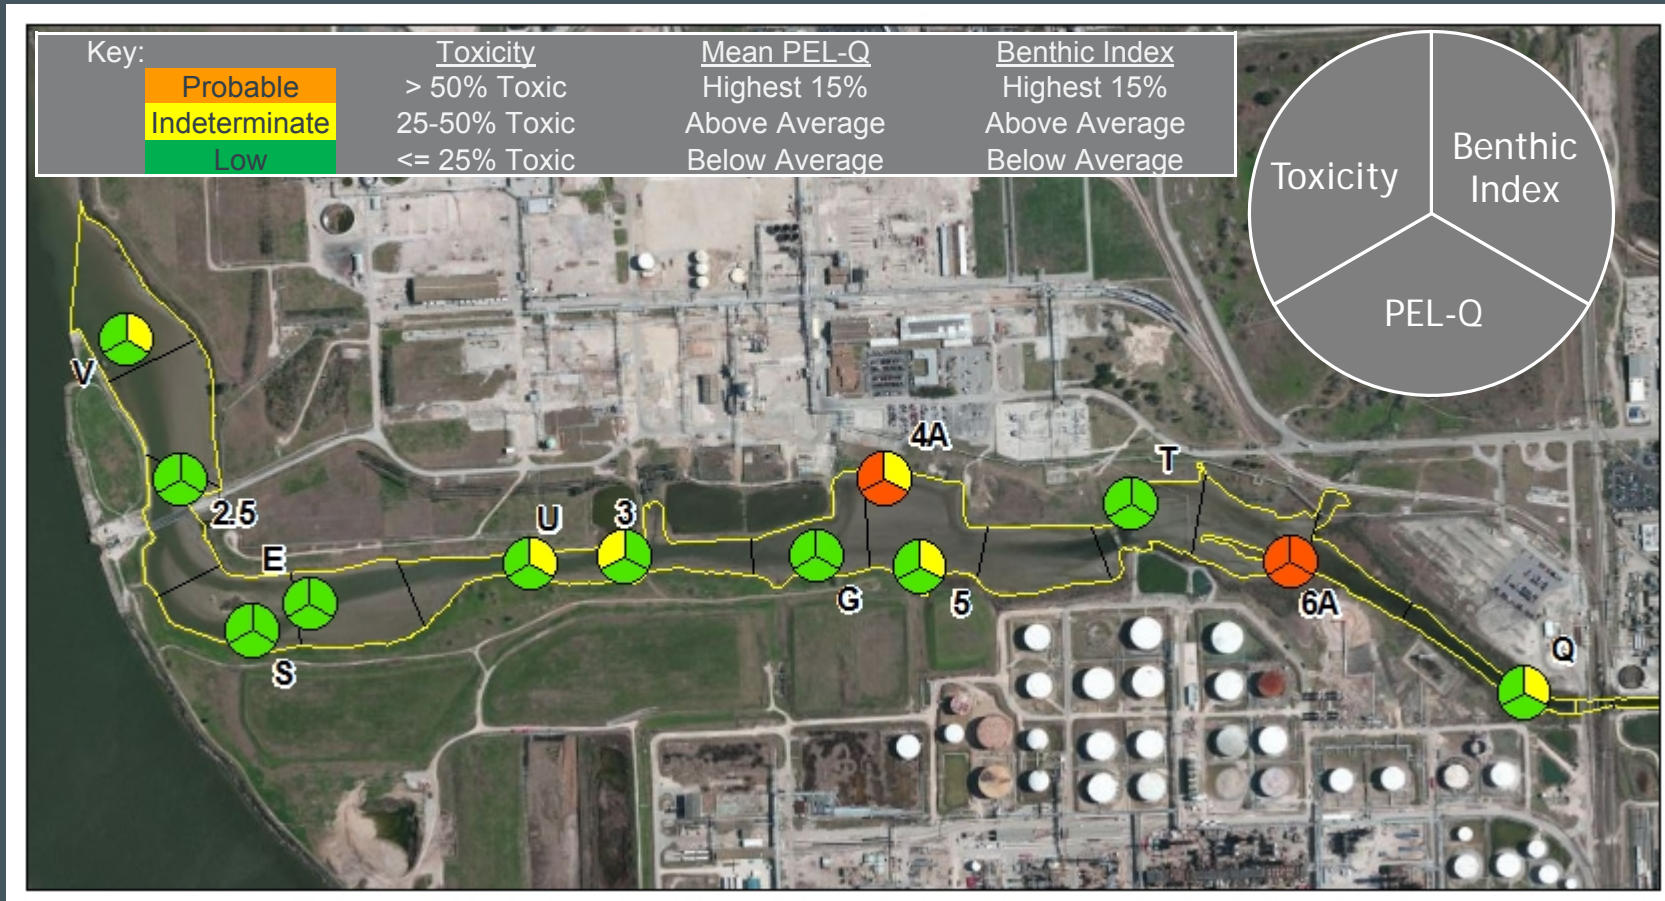 Key: Toxicity Mean PEL-Q Benthic Index
Probable > 50% Toxic Highest 15% Highest 15%
Indeterminate 25-50% Toxic Above Average Above Average
Low <= 25% Toxic Below Average Below Average
Toxicity
Benthic
Index
PEL-Q
V
2.5
E
S
U
3
G
4A
5
T
6A
Q